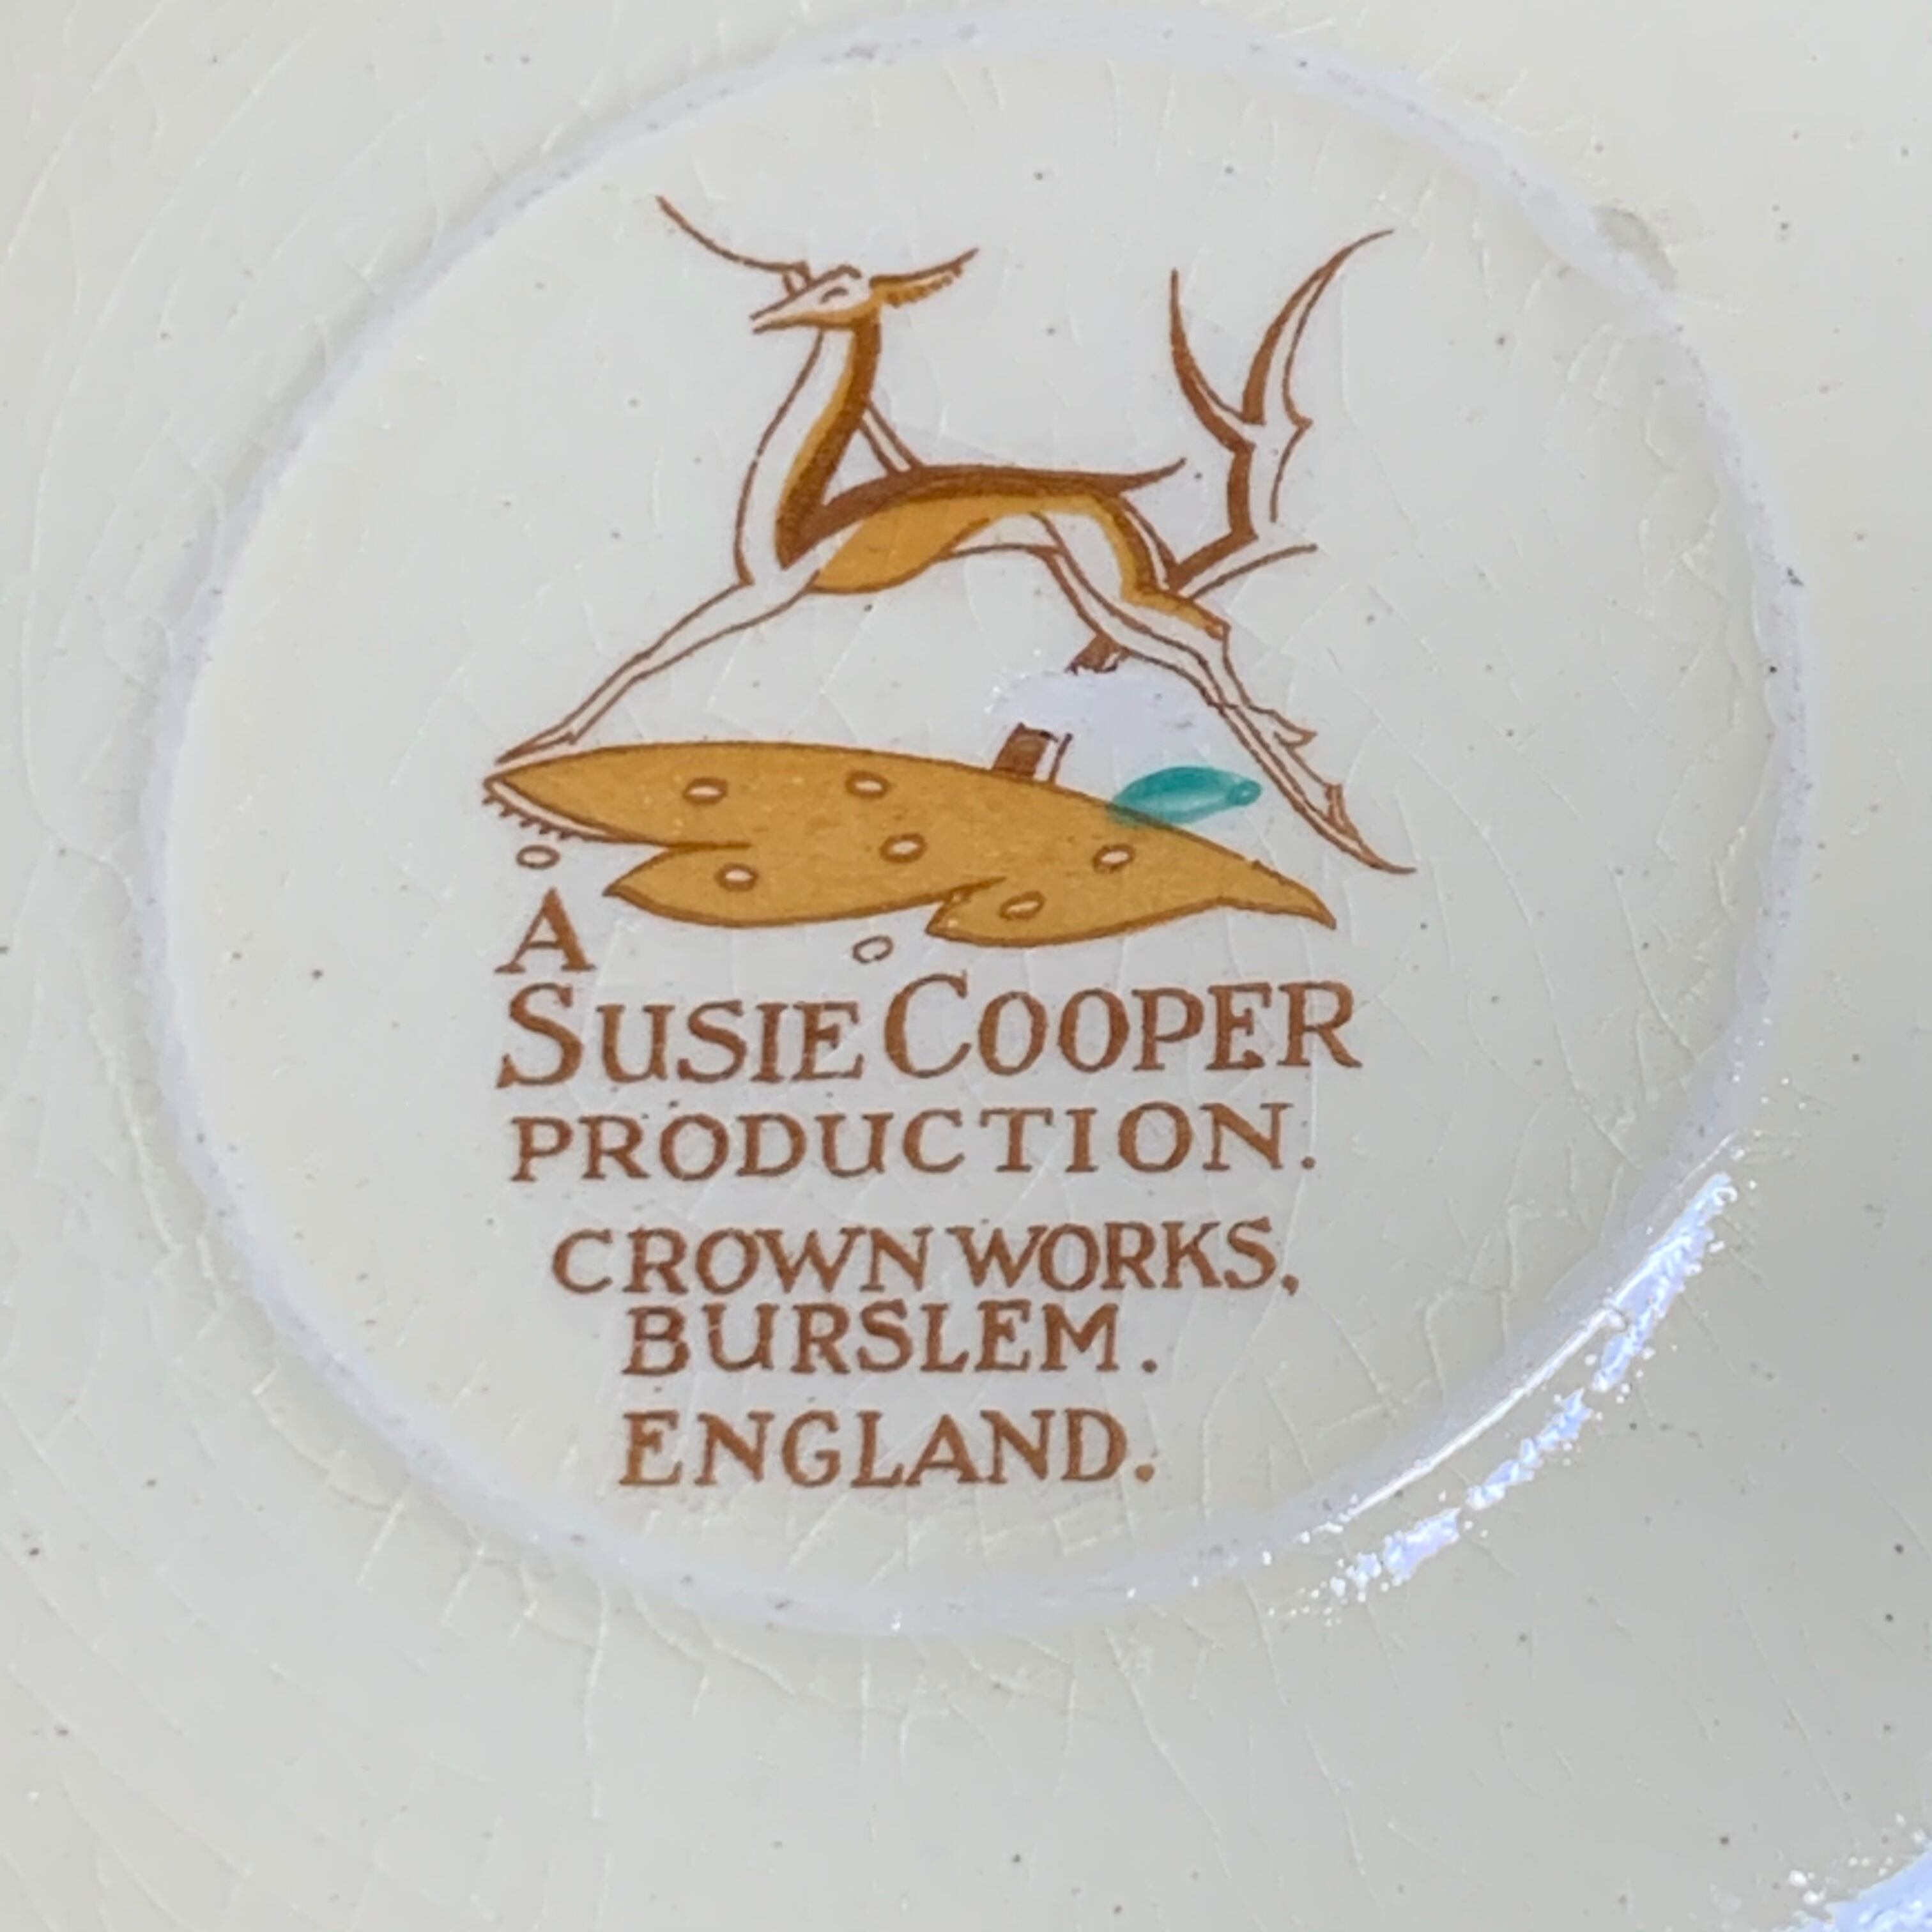 A
SUSIE COOPER
PRODUCTION.
CROWN WORKS,
BURSLEM.
ENGLAND.